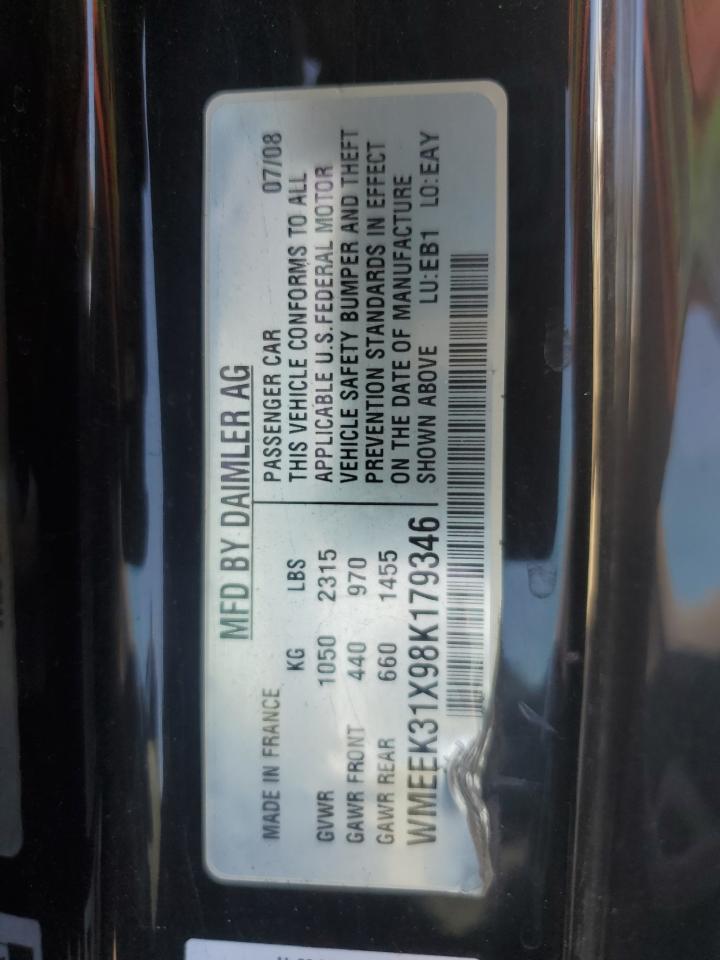 MFD BY DAIMLER AG
MADE IN FRANCE
KG LBS
GVWR 1050 2315
GAWR FRONT 440 970
GAWR REAR 660 1455
PASSENGER CAR 07/08
THIS VEHICLE CONFORMS TO ALL
APPLICABLE U.S.FEDERAL MOTOR
VEHICLE SAFETY BUMPER AND THEFT
PREVENTION STANDARDS IN EFFECT
ON THE DATE OF MANUFACTURE
SHOWN ABOVE LU:EB1 LO:EAY
WMEEK31X98K179346